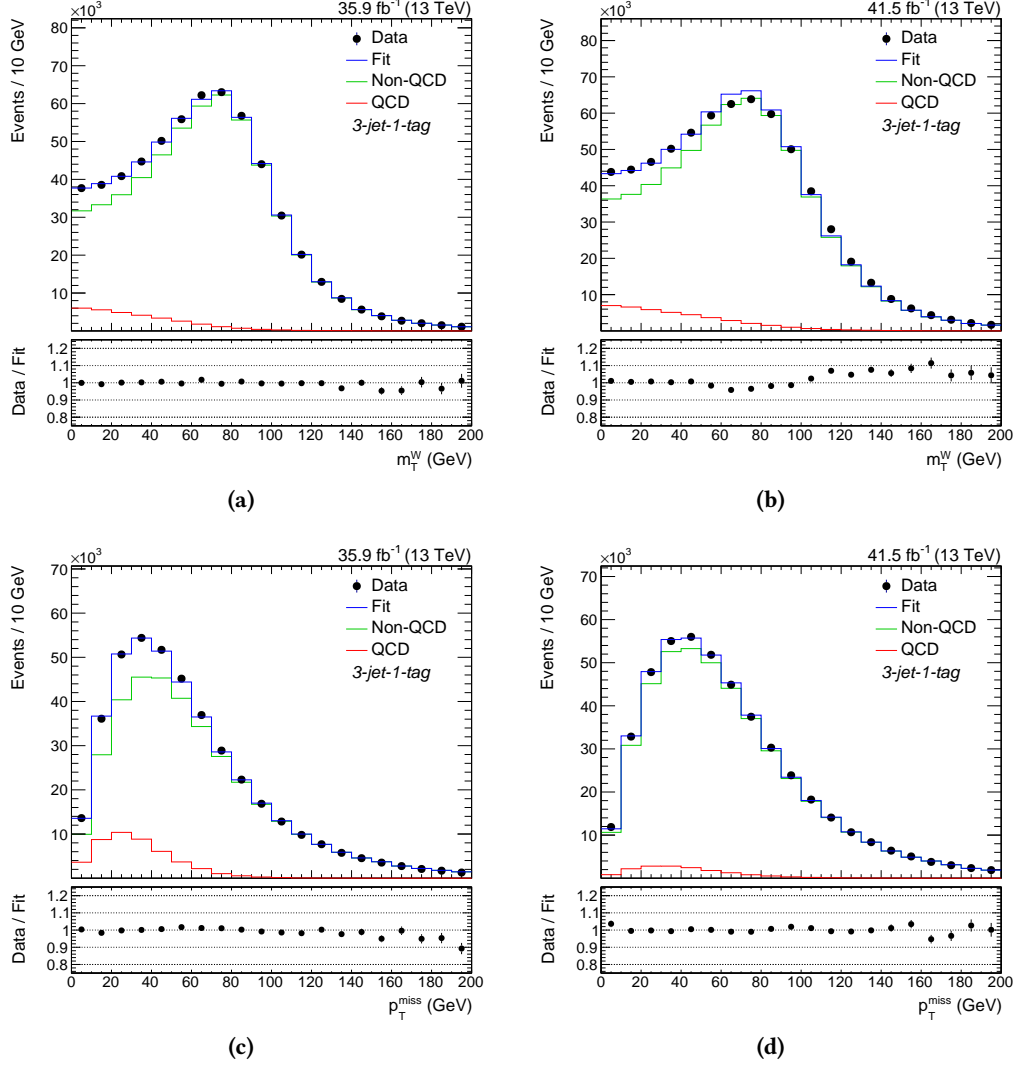 ×10³ 35.9 fb⁻¹ (13 TeV)
Events / 10 GeV
80
70
60
50
40
30
20
10
Data
Fit
Non-QCD
QCD
3-jet-1-tag
Data / Fit
1.2
1.1
1
0.9
0.8
0 20 40 60 80 100 120 140 160 180 200
m_T^W (GeV)
(a)
×10³ 41.5 fb⁻¹ (13 TeV)
Events / 10 GeV
80
70
60
50
40
30
20
10
Data
Fit
Non-QCD
QCD
3-jet-1-tag
Data / Fit
1.2
1.1
1
0.9
0.8
0 20 40 60 80 100 120 140 160 180 200
m_T^W (GeV)
(b)
×10³ 35.9 fb⁻¹ (13 TeV)
Events / 10 GeV
70
60
50
40
30
20
10
Data
Fit
Non-QCD
QCD
3-jet-1-tag
Data / Fit
1.2
1.1
1
0.9
0.8
0 20 40 60 80 100 120 140 160 180 200
p_T^miss (GeV)
(c)
×10³ 41.5 fb⁻¹ (13 TeV)
Events / 10 GeV
70
60
50
40
30
20
10
Data
Fit
Non-QCD
QCD
3-jet-1-tag
Data / Fit
1.2
1.1
1
0.9
0.8
0 20 40 60 80 100 120 140 160 180 200
p_T^miss (GeV)
(d)